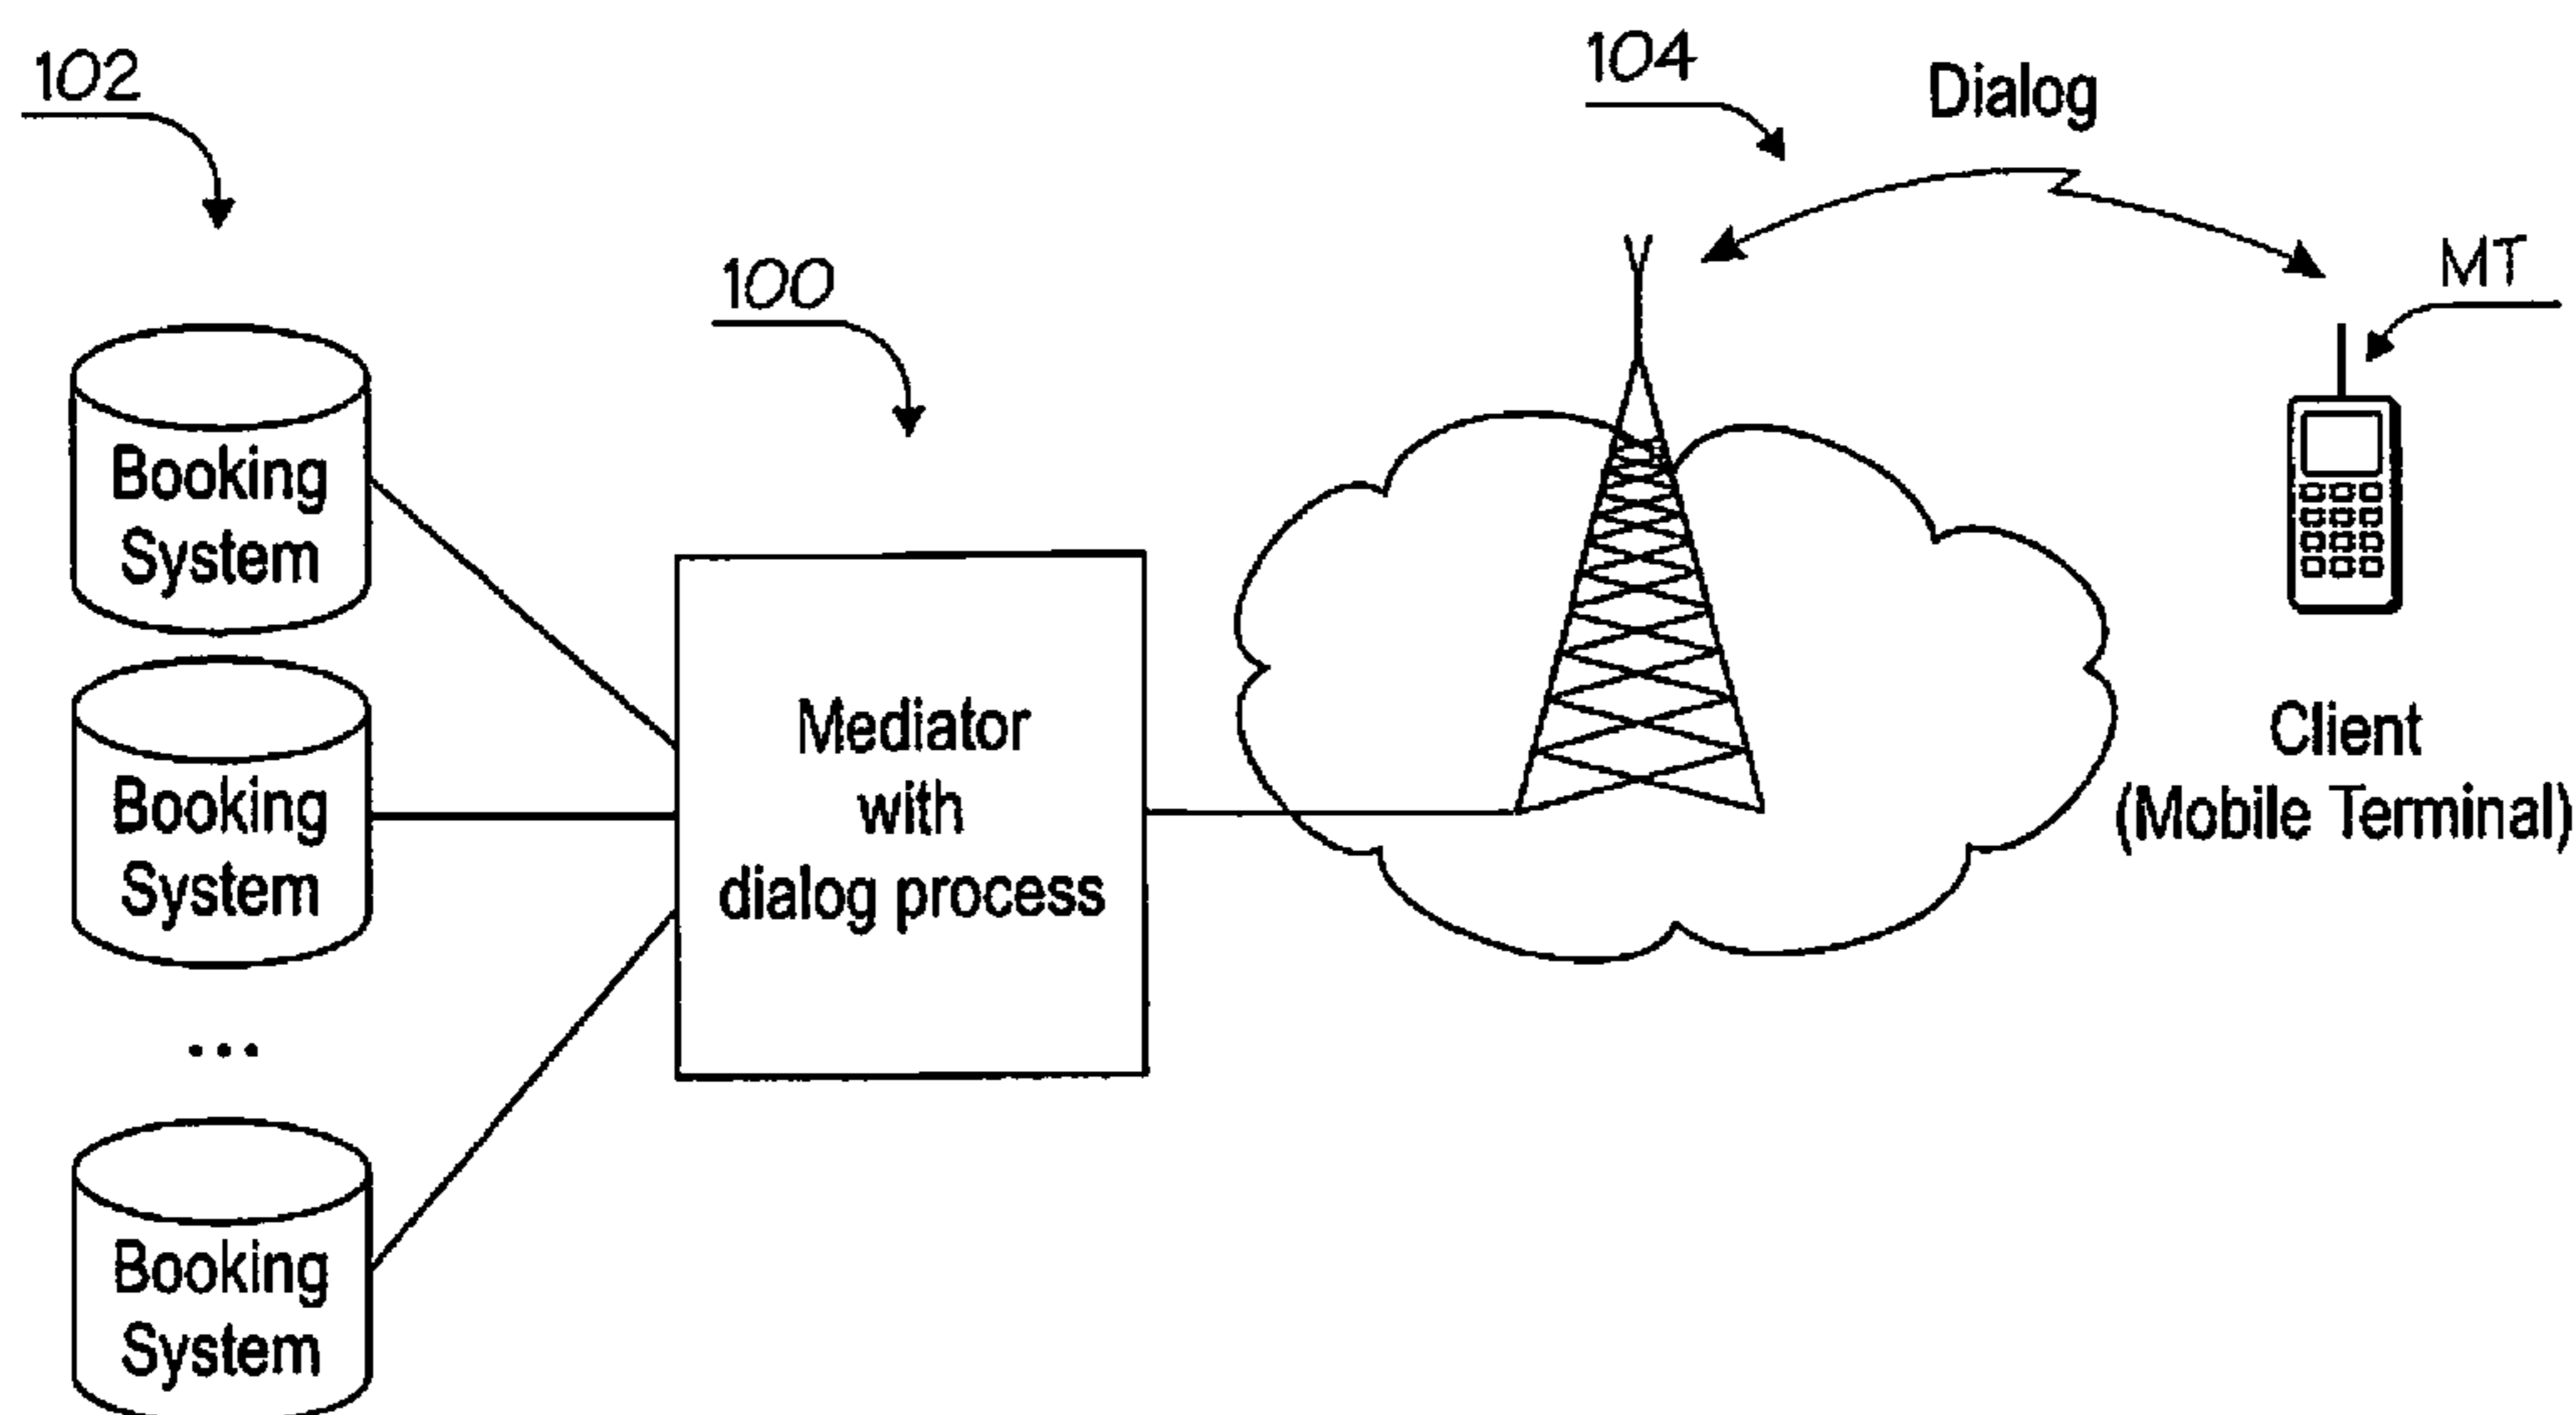 102
104
Dialog
100
MT
Booking
System
Booking
System
...
Booking
System
Mediator
with
dialog process
Client
(Mobile Terminal)